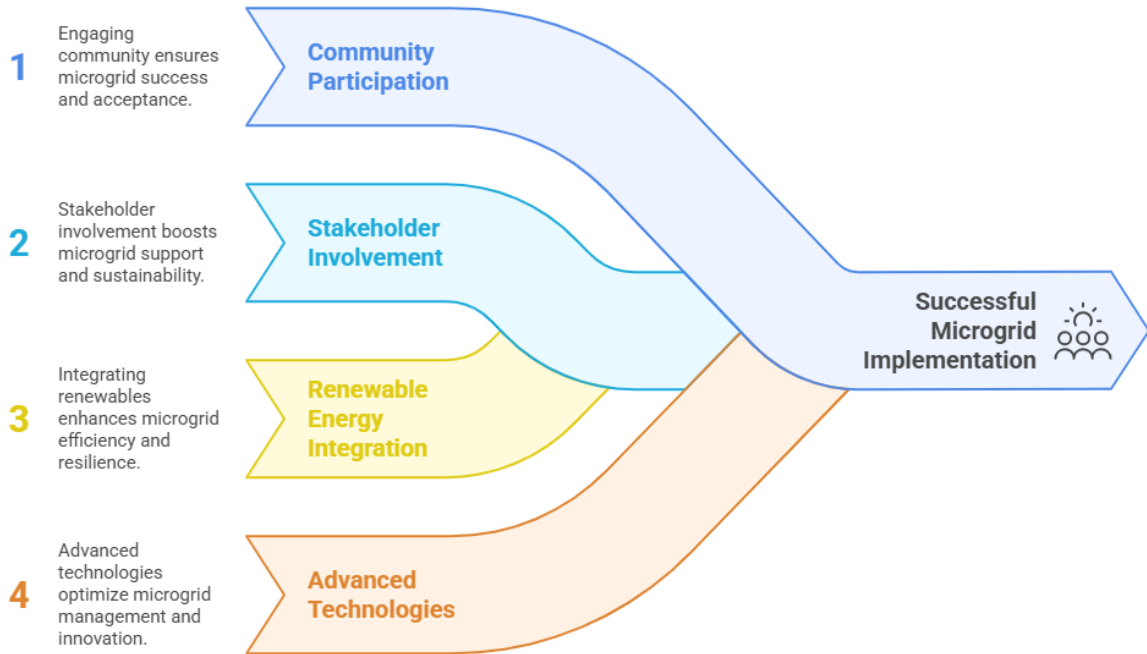 1
Engaging
community ensures
microgrid success
and acceptance.
Community
Participation
2
Stakeholder
involvement boosts
microgrid support
and sustainability.
Stakeholder
Involvement
3
Integrating
renewables
enhances microgrid
efficiency and
resilience.
Renewable
Energy
Integration
4
Advanced
technologies
optimize microgrid
management and
innovation.
Advanced
Technologies
Successful
Microgrid
Implementation